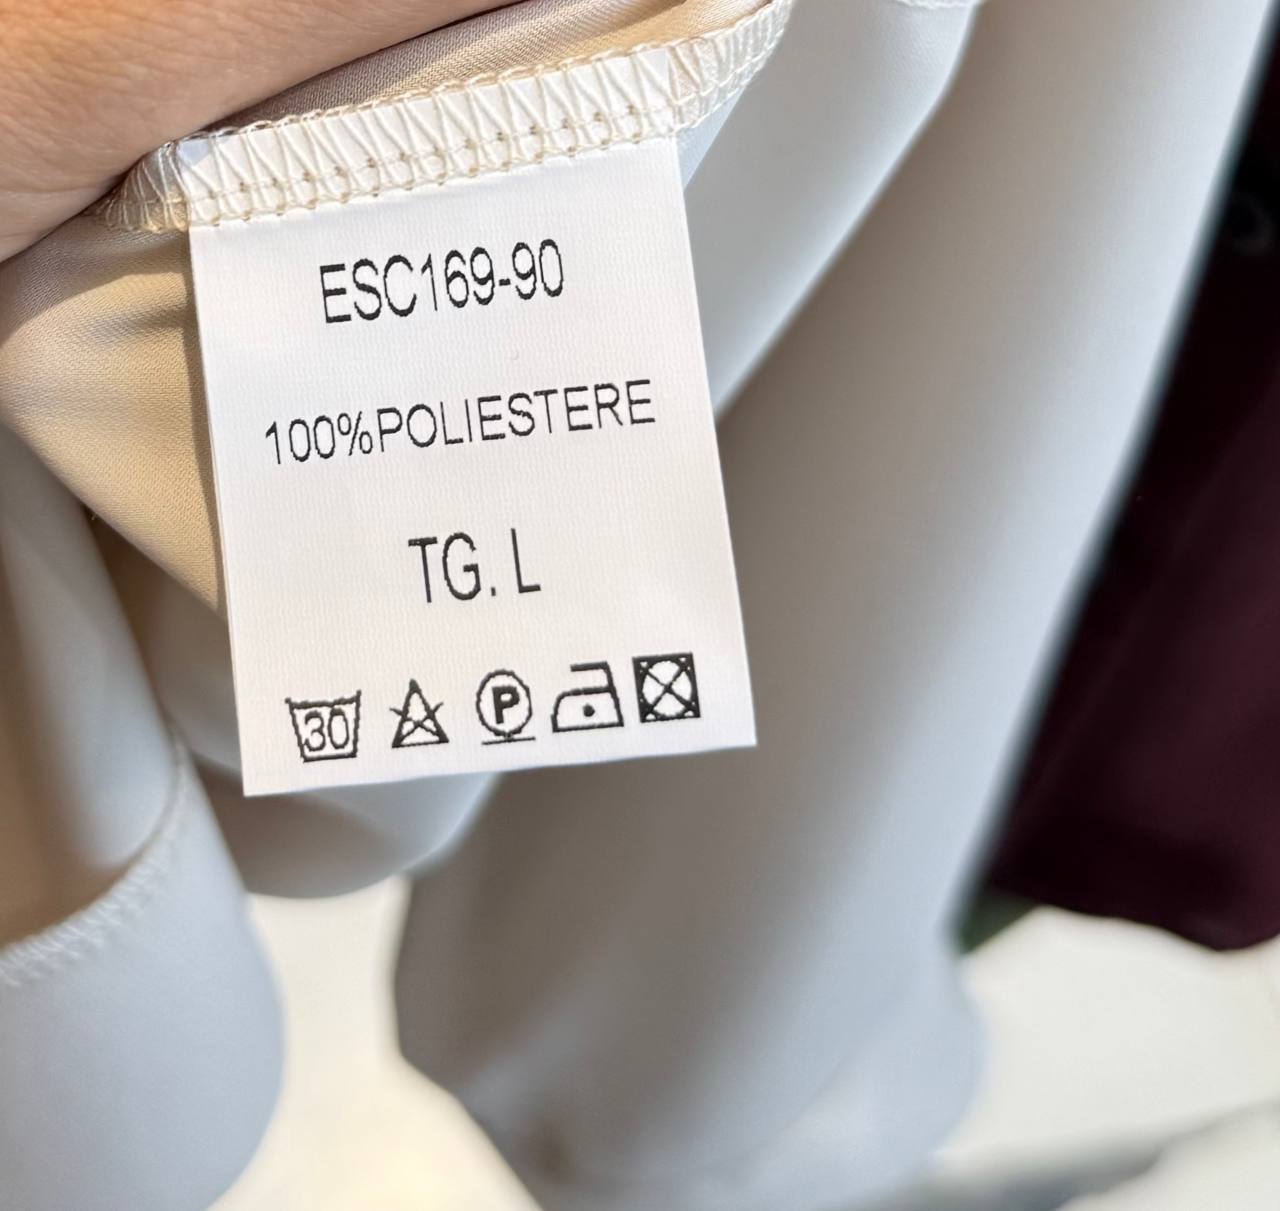 ESC169-90
100%POLIESTERE
TG. L
30 P